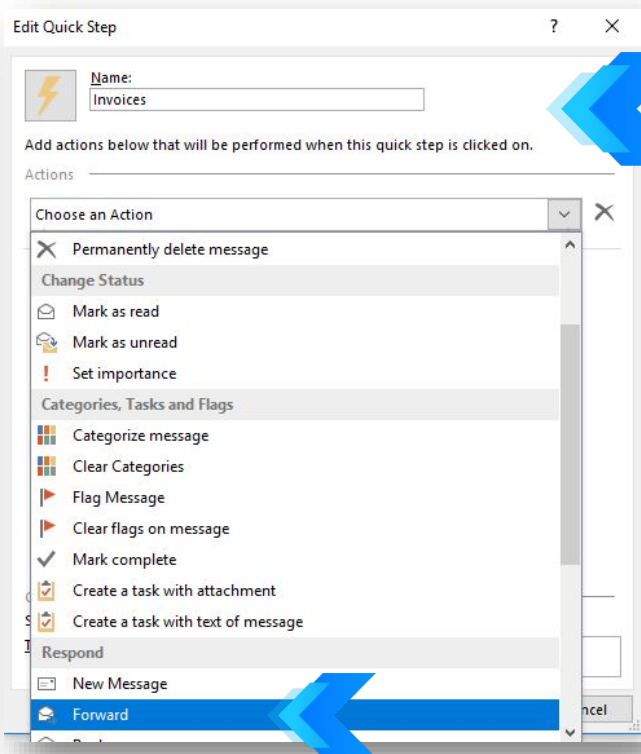 Edit Quick Step
Name:
Invoices
Add actions below that will be performed when this quick step is clicked on.
Actions
Choose an Action
Permanently delete message
Change Status
Mark as read
Mark as unread
Set importance
Categories, Tasks and Flags
Categorize message
Clear Categories
Flag Message
Clear flags on message
Mark complete
Create a task with attachment
Create a task with text of message
Respond
New Message
Forward
ncel